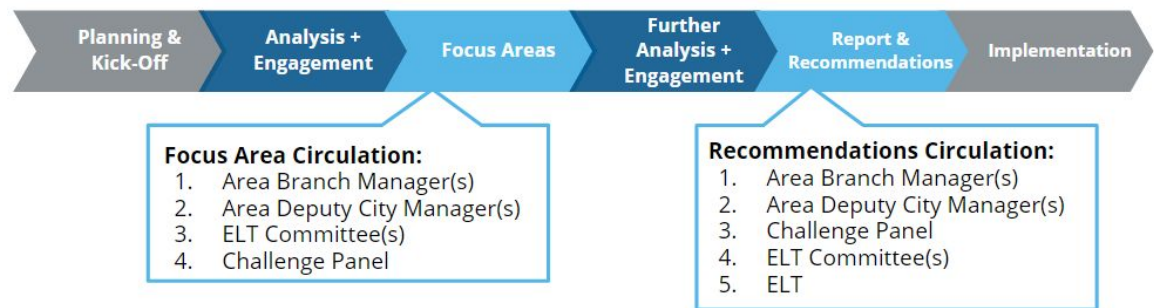 Planning &
Kick-Off
Analysis +
Engagement
Focus Areas
Further
Analysis +
Engagement
Report &
Recommendations
Implementation
Focus Area Circulation:
1. Area Branch Manager(s)
2. Area Deputy City Manager(s)
3. ELT Committee(s)
4. Challenge Panel
Recommendations Circulation:
1. Area Branch Manager(s)
2. Area Deputy City Manager(s)
3. Challenge Panel
4. ELT Committee(s)
5. ELT